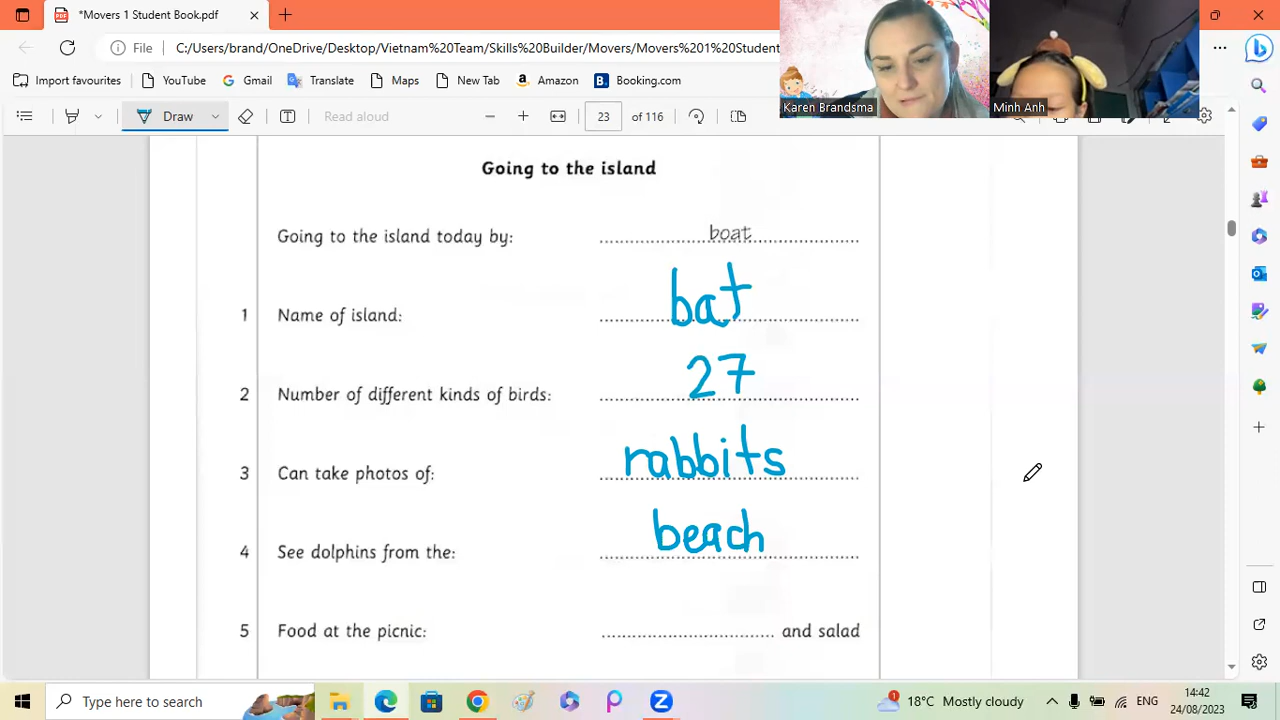 *Movers 1 Student Book.pdf
File C:/Users/brand/OneDrive/Desktop/Vietnam%20Team/Skills%20Builder/Movers/Movers%201%20Student
Import favourites YouTube Gmail Translate Maps New Tab Amazon Booking.com
Karen Brandsma Minh Anh
Draw Read aloud 23 of 116
Going to the island
Going to the island today by: boat
1 Name of island: bat
2 Number of different kinds of birds: 27
3 Can take photos of: rabbits
4 See dolphins from the: beach
5 Food at the picnic: and salad
Type here to search 1 18°C Mostly cloudy ENG 14:42
24/08/2023